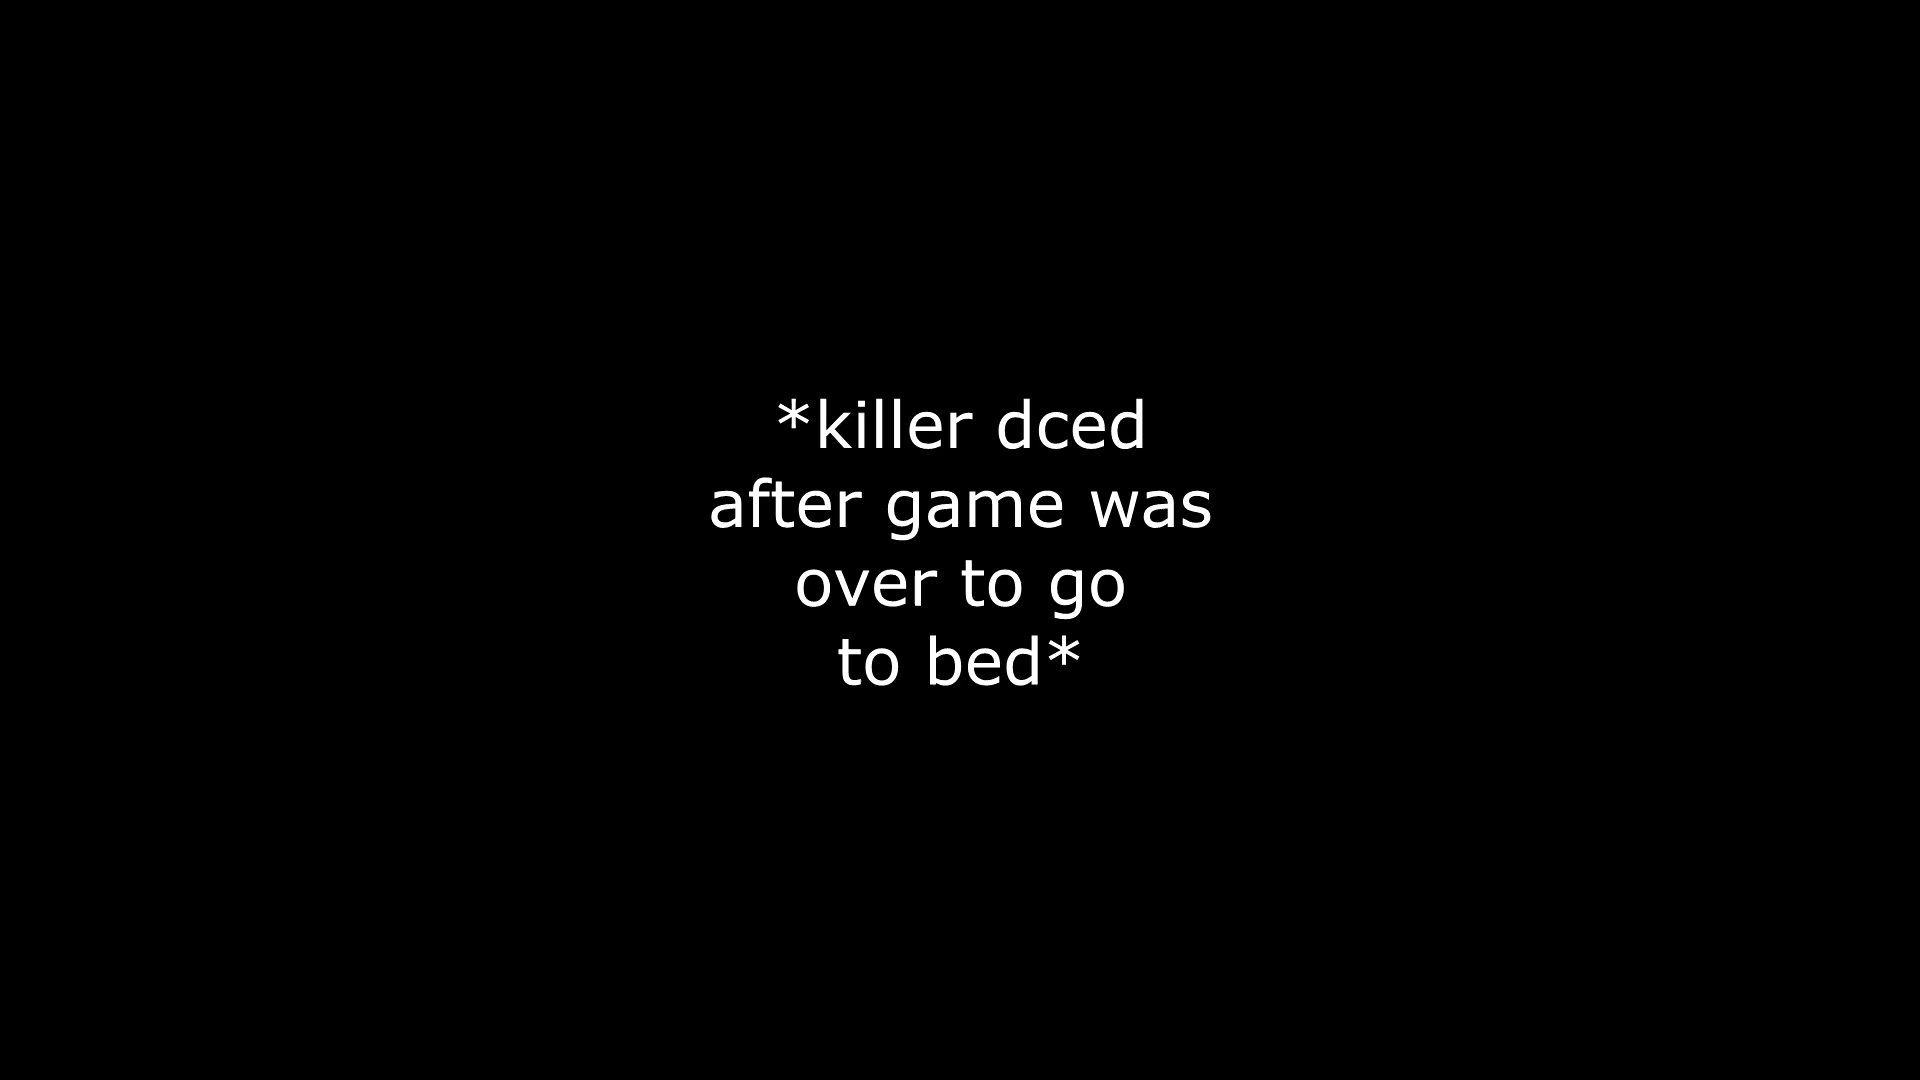 *killer dced
after game was
over to go
to bed*